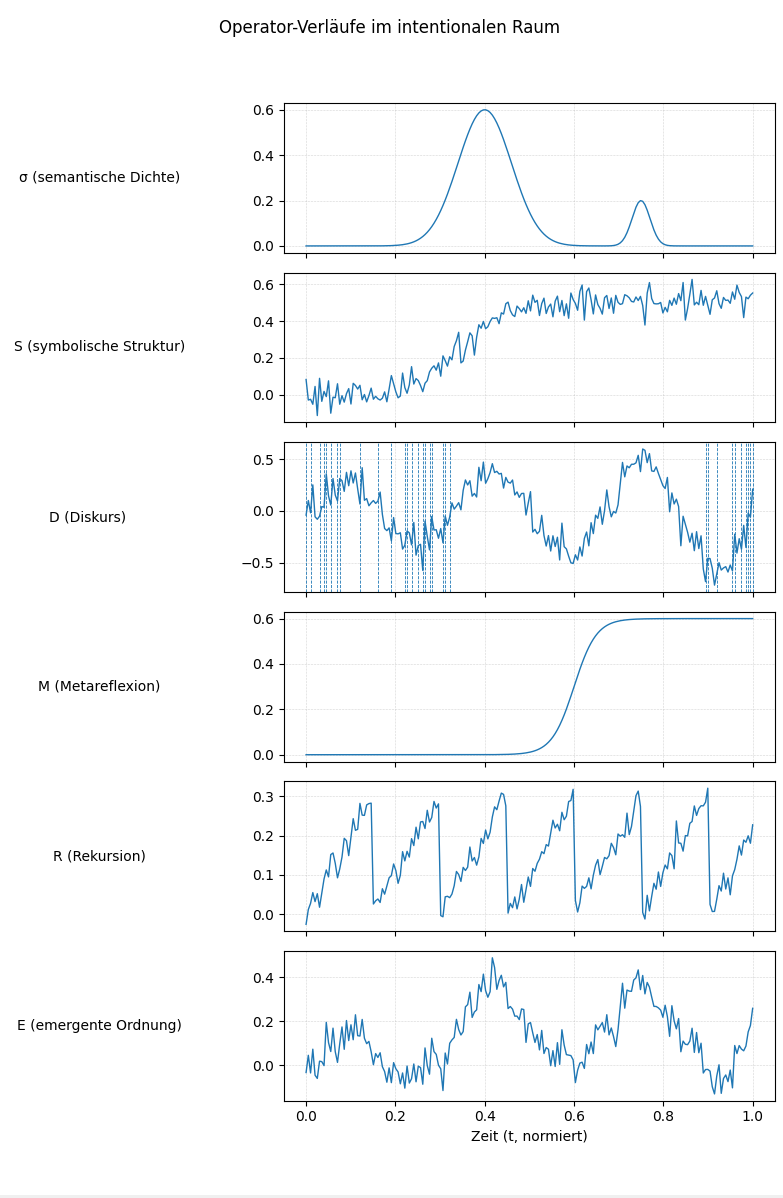 Operator-Verläufe im intentionalen Raum
σ (semantische Dichte)
0.6
0.4
0.2
0.0
S (symbolische Struktur)
0.6
0.4
0.2
0.0
D (Diskurs)
0.5
0.0
−0.5
M (Metareflexion)
0.6
0.4
0.2
0.0
R (Rekursion)
0.3
0.2
0.1
0.0
E (emergente Ordnung)
0.4
0.2
0.0
0.0 0.2 0.4 0.6 0.8 1.0
Zeit (t, normiert)